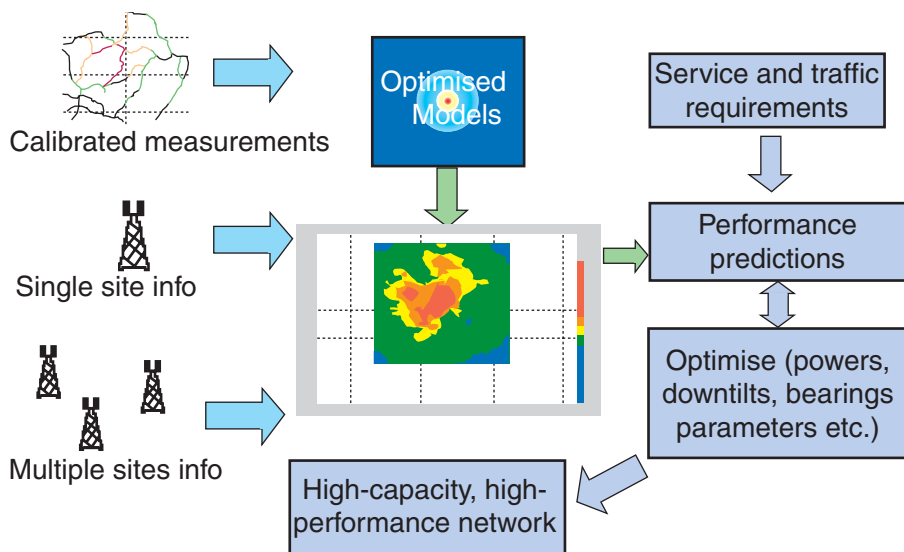 Calibrated measurements
Optimised
Models
Service and traffic
requirements
Single site info
Performance
predictions
Multiple sites info
Optimise (powers,
downtilts, bearings
parameters etc.)
High-capacity, high-
performance network